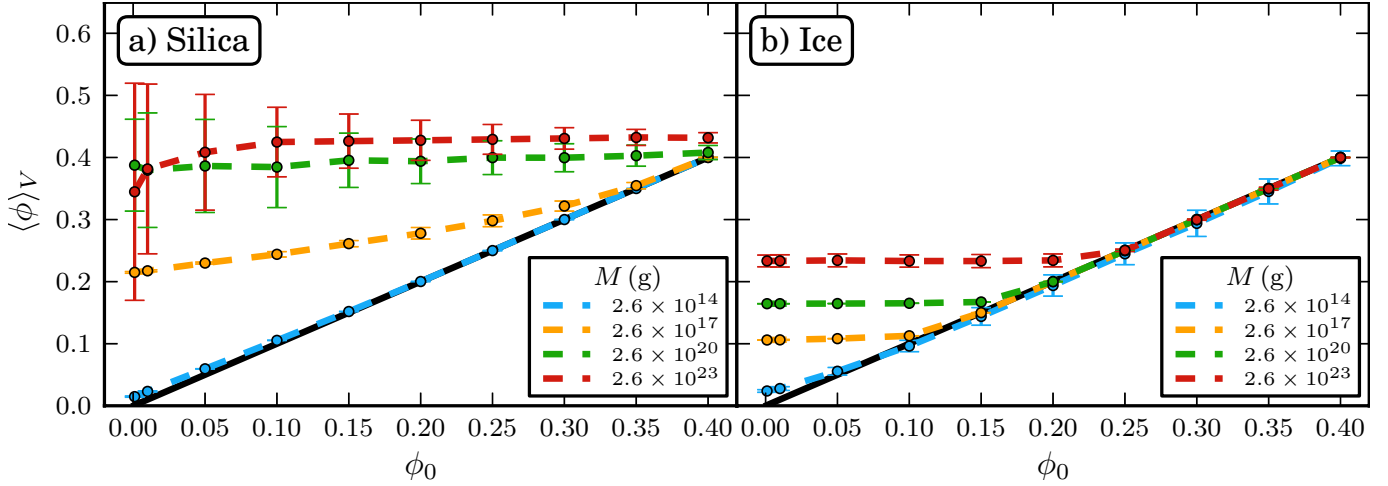 a) Silica
b) Ice
0.6
0.5
0.4
0.3
0.2
0.1
0.0
⟨ϕ⟩V
M (g)
2.6 × 10^14
2.6 × 10^17
2.6 × 10^20
2.6 × 10^23
M (g)
2.6 × 10^14
2.6 × 10^17
2.6 × 10^20
2.6 × 10^23
0.00 0.05 0.10 0.15 0.20 0.25 0.30 0.35 0.40
0.00 0.05 0.10 0.15 0.20 0.25 0.30 0.35 0.40
ϕ0
ϕ0